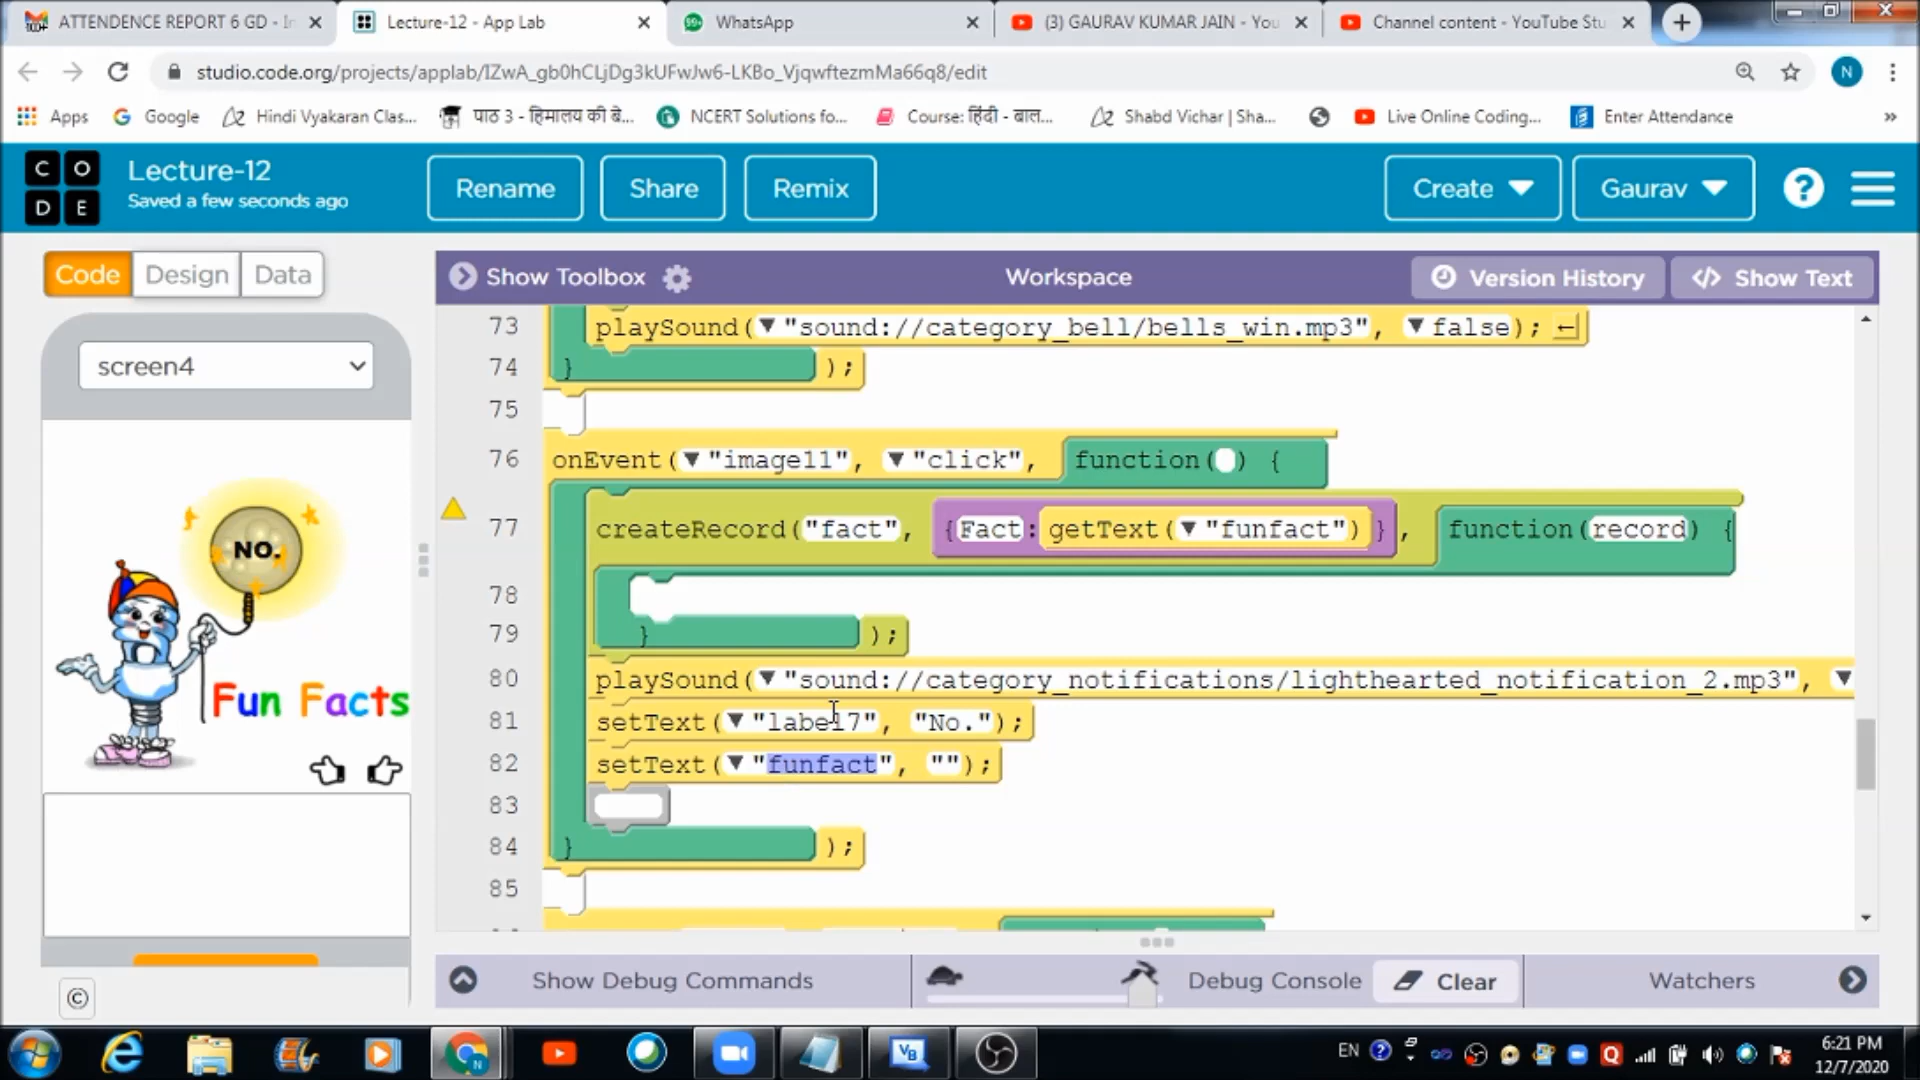 ATTENDENCE REPORT 6 GD - In
Lecture-12 - App Lab
WhatsApp
(3) GAURAV KUMAR JAIN - You
Channel content - YouTube Stu
studio.code.org/projects/applab/IZwA_gb0hCLjDg3kUFwJw6-LKBo_VjqwftezmMa66q8/edit
N
Apps
Google
Hindi Vyakaran Clas...
पाठ 3 - हिमालय की बे...
NCERT Solutions fo...
Course: हिंदी - बाल...
Shabd Vichar | Sha...
Live Online Coding...
Enter Attendance
»
C O D E
Lecture-12
Saved a few seconds ago
Rename
Share
Remix
Create
Gaurav
?
Code
Design
Data
Show Toolbox
Workspace
Version History
</> Show Text
screen4
NO.
Fun Facts
73 playSound("sound://category_bell/bells_win.mp3", false);
74 } );
75
76 onEvent("image11", "click", function( ) {
77 createRecord("fact", {Fact:getText("funfact")}, function(record) {
78
79 } );
80 playSound("sound://category_notifications/lighthearted_notification_2.mp3",
81 setText("label7", "No.");
82 setText("funfact", "");
83
84 } );
85
Show Debug Commands
Debug Console
Clear
Watchers
©
EN
6:21 PM
12/7/2020